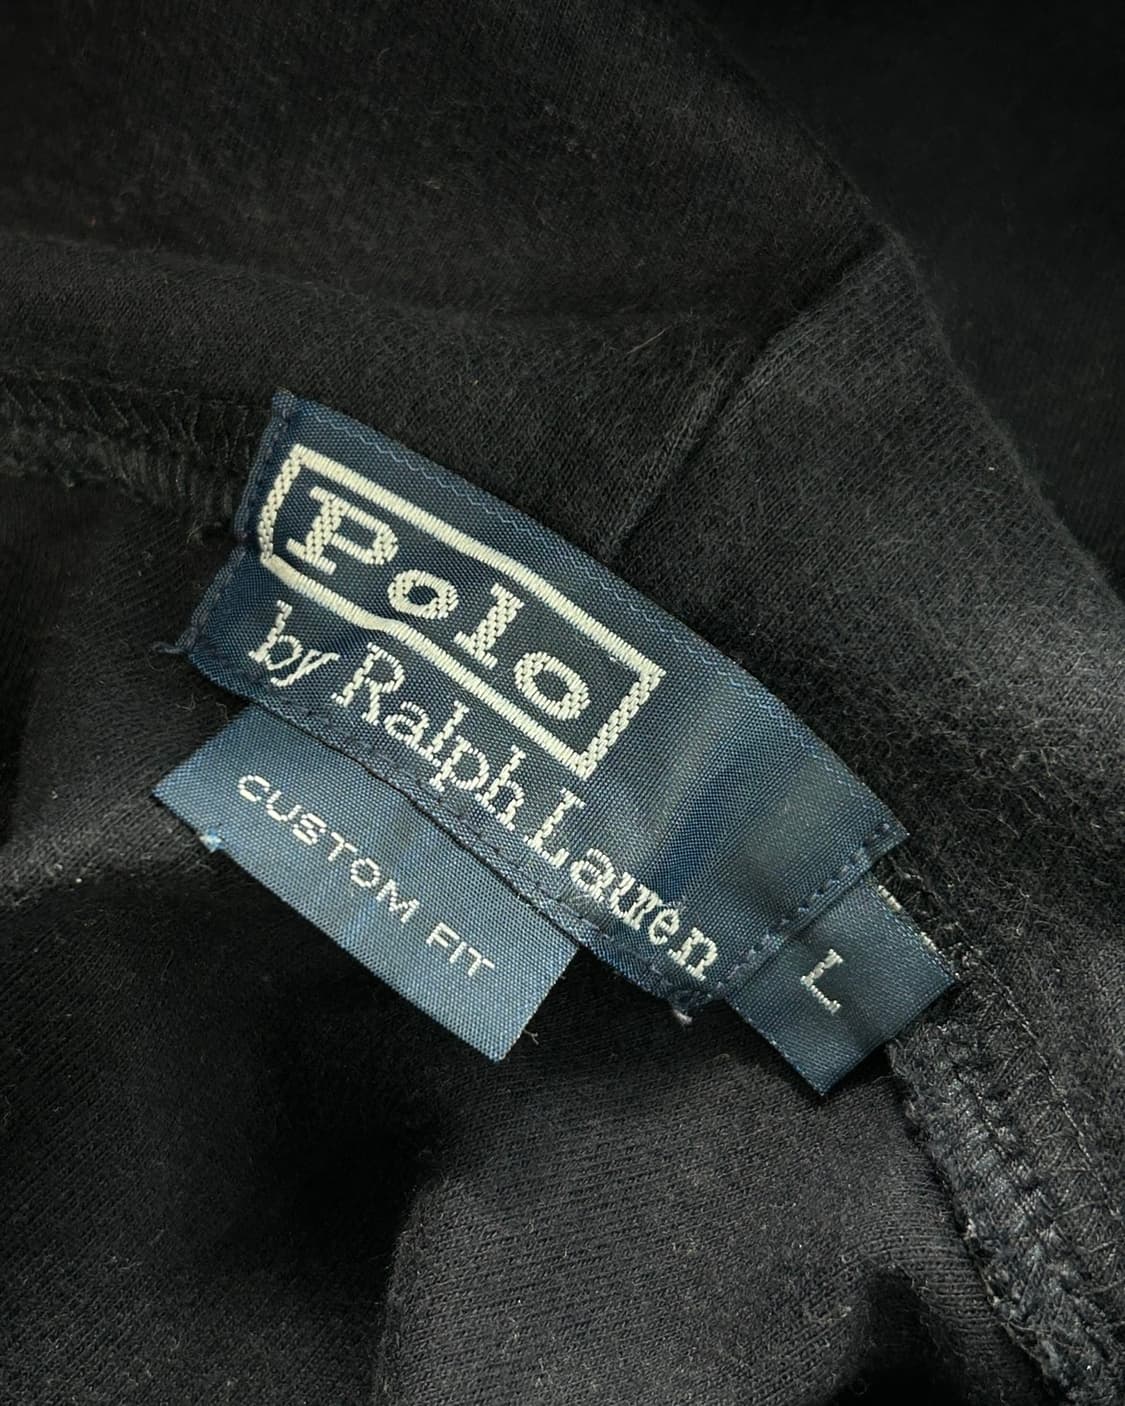 Polo
by Ralph Lauren
CUSTOM FIT
L